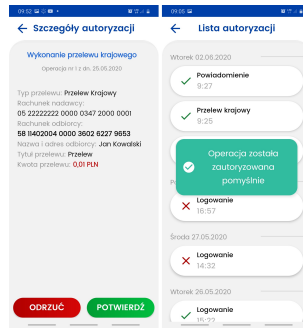 09:52
Szczegóły autoryzacji
Wykonanie przelewu krajowego
Operacja nr 1 z dn. 25.05.2020
Typ przelewu: Przelew Krajowy
Rachunek nadawcy:
05 22222222 0000 0347 2000 0001
Rachunek odbiorcy:
58 11402004 0000 3602 6227 9653
Nazwa i adres odbiorcy: Jan Kowalski
Tytuł przelewu: Przelew
Kwota przelewu: 0,01 PLN
ODRZUĆ
POTWIERDŹ
09:05
Lista autoryzacji
Wtorek 02.06.2020
Powiadomienie
9:27
Przelew krajowy
9:25
Operacja została
zautoryzowana
pomyślnie
Logowanie
16:57
Środa 27.05.2020
Logowanie
14:32
Wtorek 26.05.2020
Logowanie